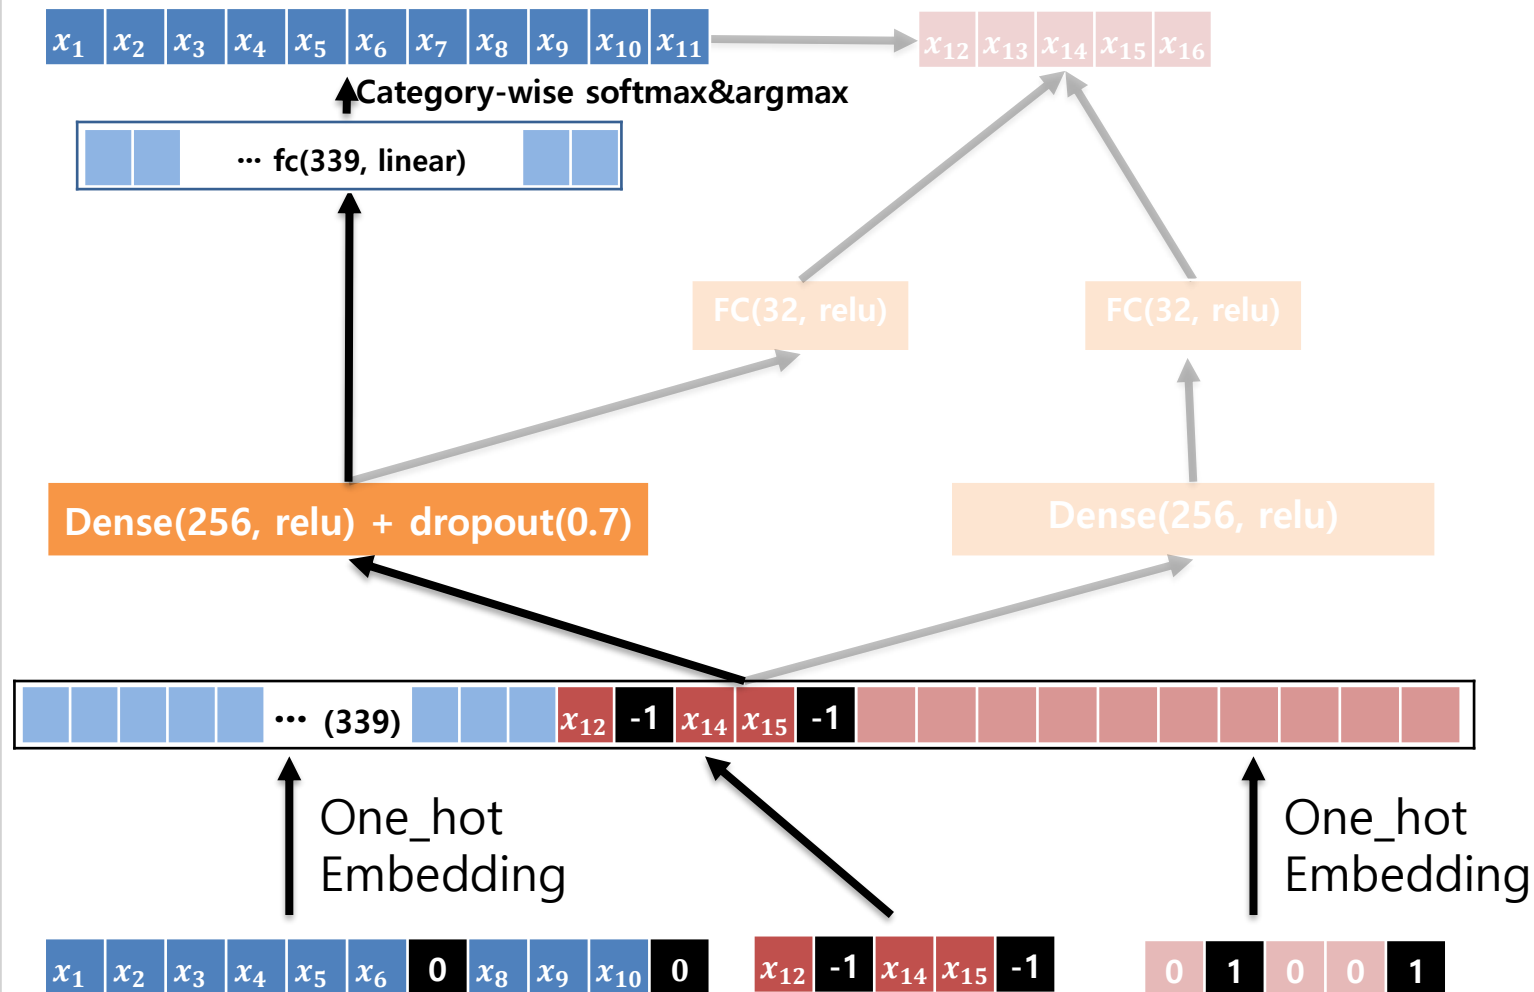 x1 x2 x3 x4 x5 x6 x7 x8 x9 x10 x11
x12 x13 x14 x15 x16
Category-wise softmax&argmax
··· fc(339, linear)
FC(32, relu)
FC(32, relu)
Dense(256, relu) + dropout(0.7)
Dense(256, relu)
··· (339)
x12 -1 x14 x15 -1
One_hot
Embedding
One_hot
Embedding
x1 x2 x3 x4 x5 x6 0 x8 x9 x10 0
x12 -1 x14 x15 -1
0 1 0 0 1